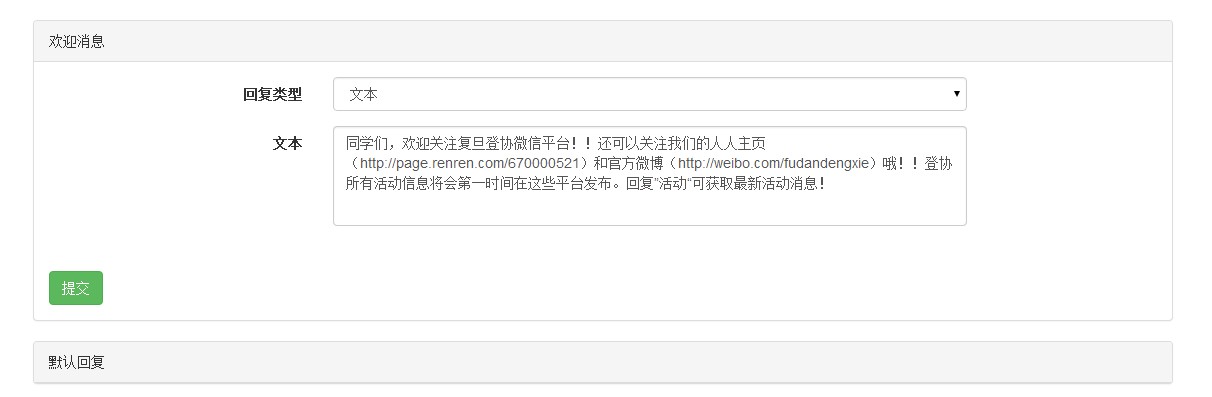 欢迎消息
回复类型
文本
文本
同学们，欢迎关注复旦登协微信平台！！还可以关注我们的人人主页
（http://page.renren.com/670000521）和官方微博（http://weibo.com/fudandengxie）哦！！登协
所有活动信息将会第一时间在这些平台发布。回复”活动“可获取最新活动消息！
提交
默认回复